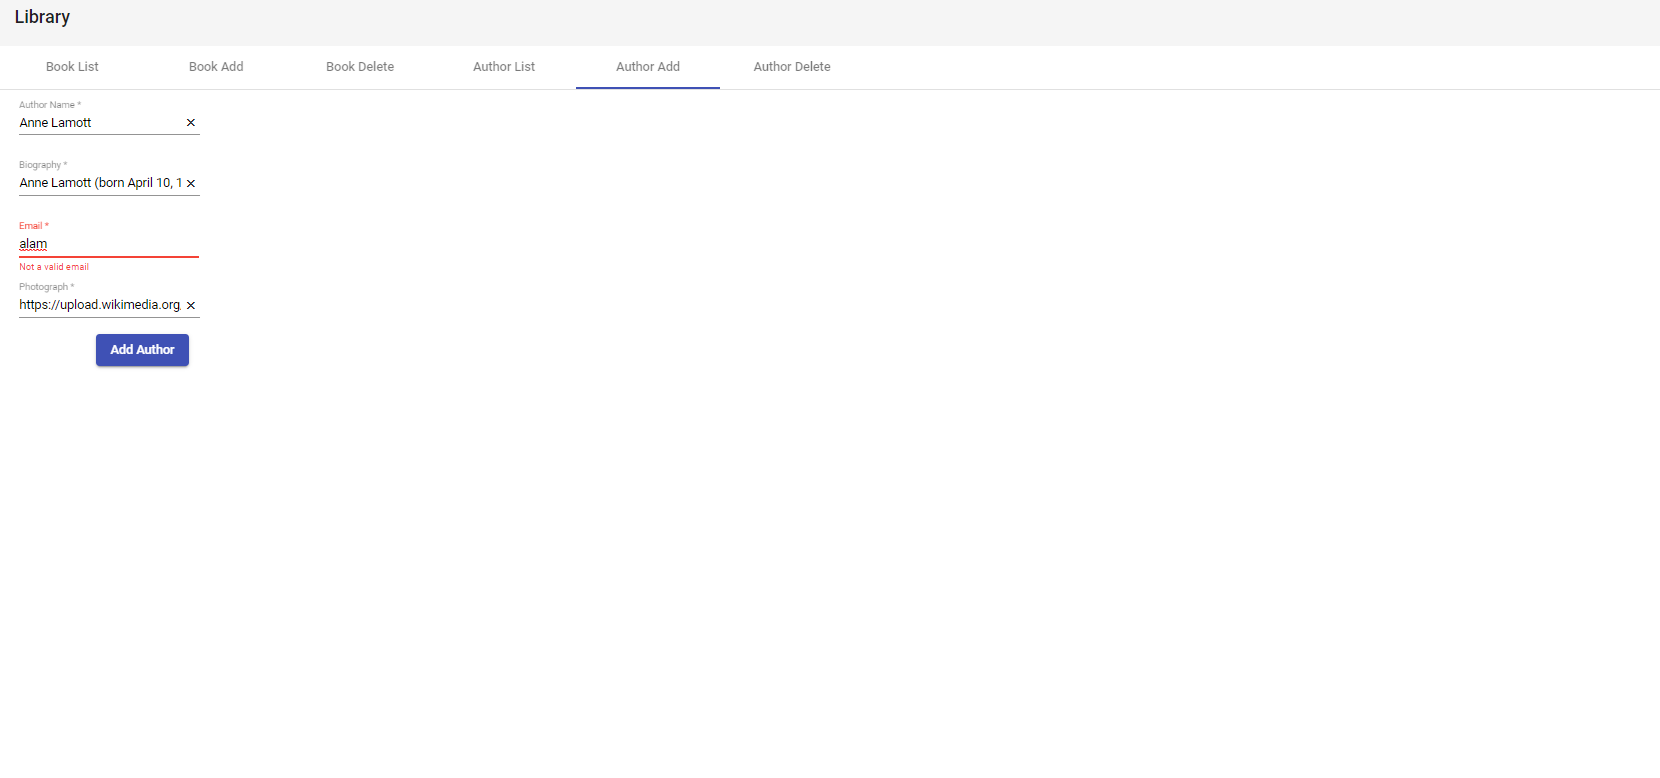 Library
Book List Book Add Book Delete Author List Author Add Author Delete
Author Name *
Anne Lamott
Biography *
Anne Lamott (born April 10, 1
Email *
alam
Not a valid email
Photograph *
https://upload.wikimedia.org
Add Author